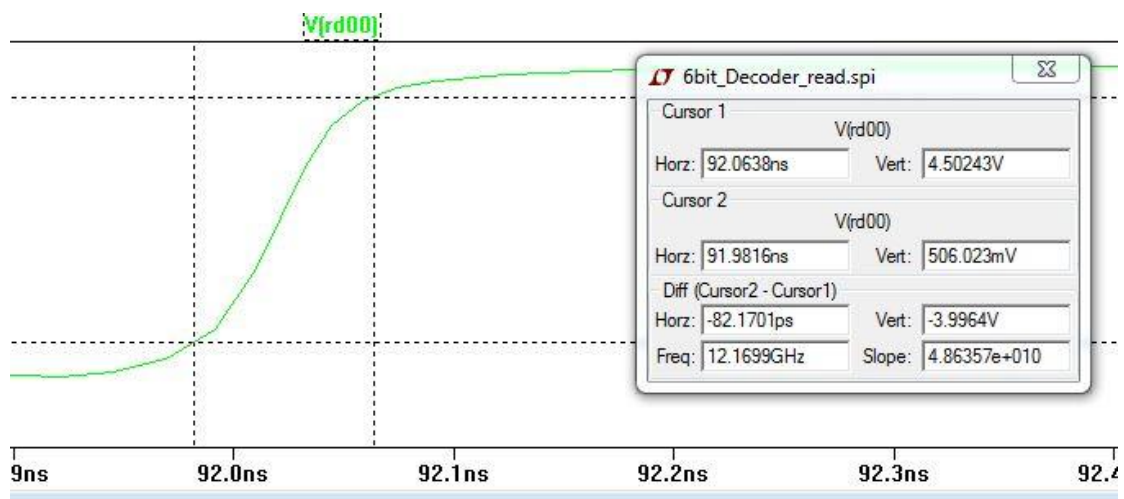 V(rd00)
6bit_Decoder_read.spi
Cursor 1
V(rd00)
Horz: 92.0638ns Vert: 4.50243V
Cursor 2
V(rd00)
Horz: 91.9816ns Vert: 506.023mV
Diff (Cursor2 - Cursor1)
Horz: -82.1701ps Vert: -3.9964V
Freq: 12.1699GHz Slope: 4.86357e+010
9ns 92.0ns 92.1ns 92.2ns 92.3ns 92.4